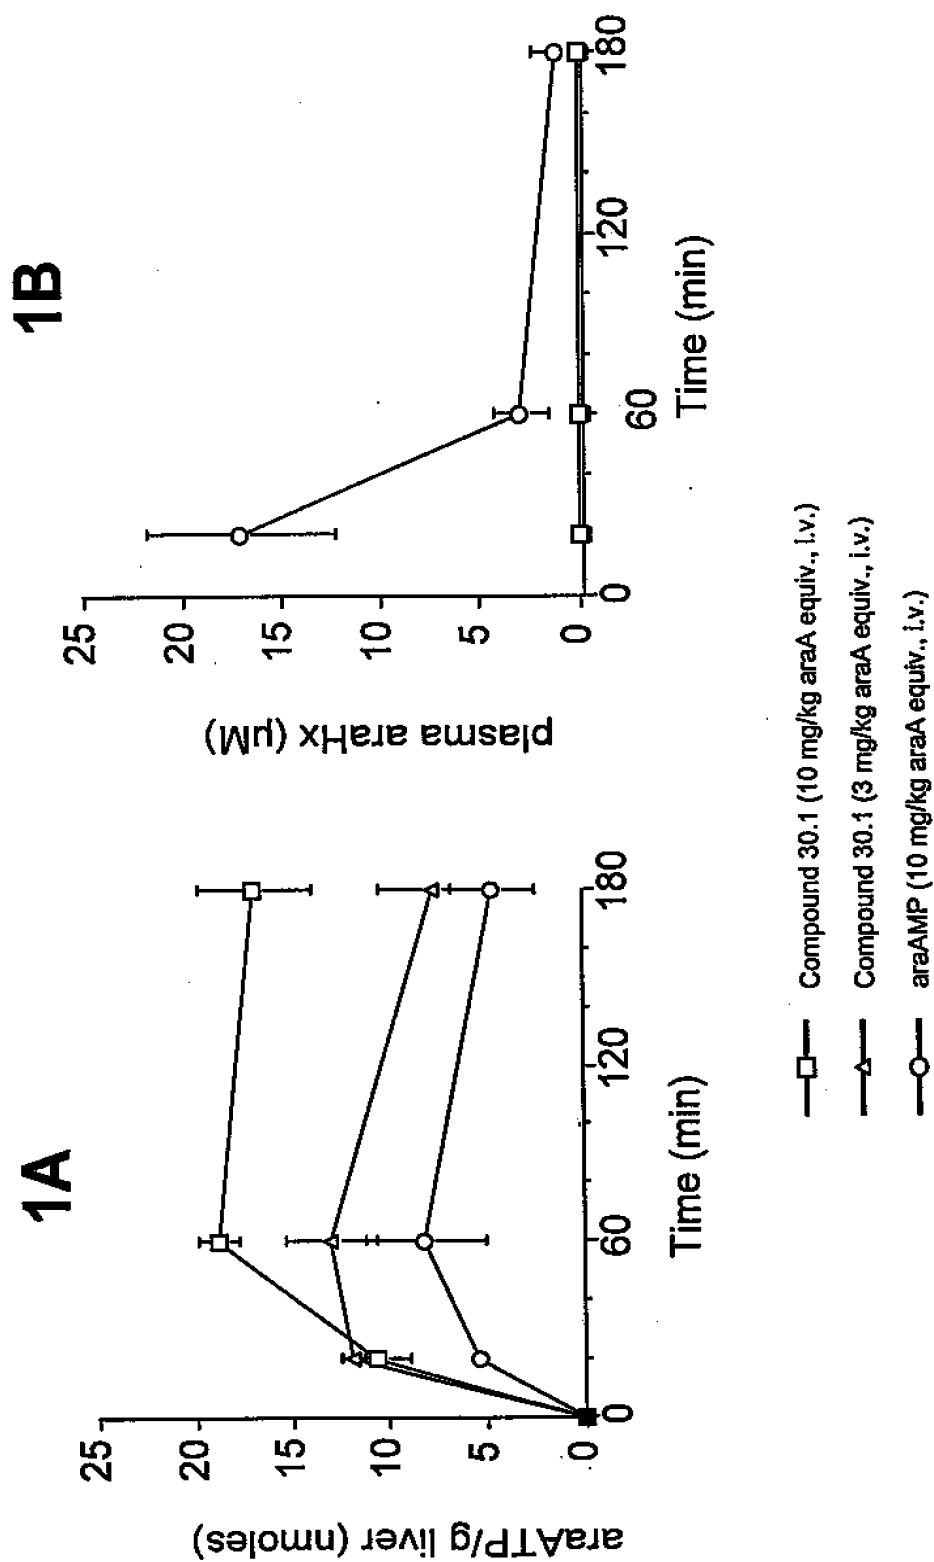 1A
araATP/g liver (nmoles)
25
20
15
10
5
0
0
60
120
180
Time (min)
1B
plasma araHx (µM)
25
20
15
10
5
0
0
60
120
180
Time (min)
Compound 30.1 (10 mg/kg araA equiv., i.v.)
Compound 30.1 (3 mg/kg araA equiv., i.v.)
araAMP (10 mg/kg araA equiv., i.v.)